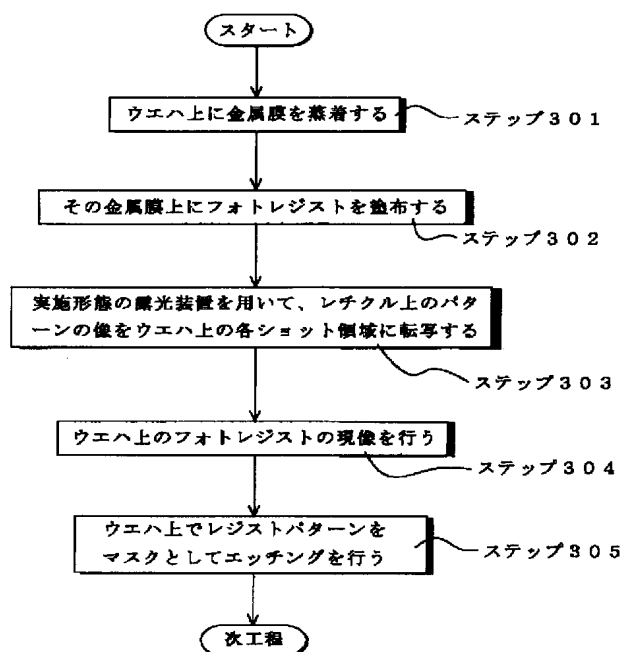 スタート
ウエハ上に金属膜を蒸着する
ステップ301
その金属膜上にフォトレジストを塗布する
ステップ302
実施形態の露光装置を用いて、レチクル上のパタ
ーンの像をウエハ上の各ショット領域に転写する
ステップ303
ウエハ上のフォトレジストの現像を行う
ステップ304
ウエハ上でレジストパターンを
マスクとしてエッチングを行う
ステップ305
次工程